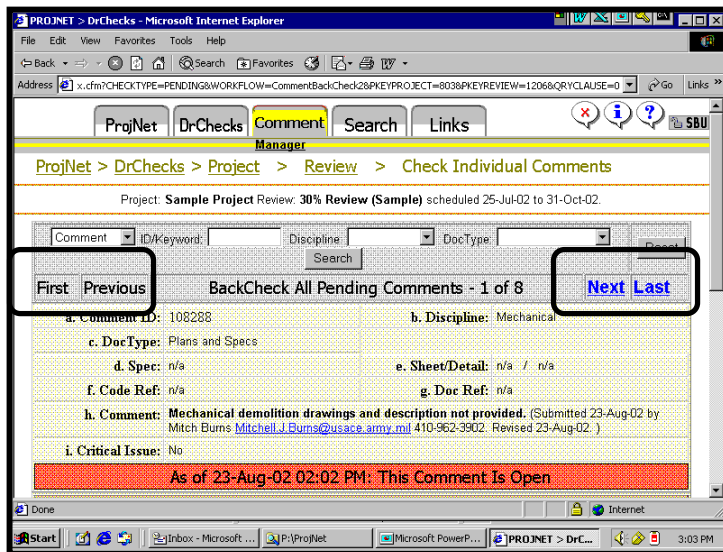 PROJNET > DrChecks - Microsoft Internet Explorer
File Edit View Favorites Tools Help
Back Search Favorites
Address x.cfm?CHECKTYPE=PENDING&WORKFLOW=CommentBackCheck2&PKEYPROJECT=8038&PKEYREVIEW=1206&QRYCLAUSE=0 Go Links »
ProjNet DrChecks Comment Search Links SBU
Manager
ProjNet > DrChecks > Project > Review > Check Individual Comments
Project: Sample Project Review: 30% Review (Sample) scheduled 25-Jul-02 to 31-Oct-02.
Comment ID/Keyword: Discipline: DocType: Reset
Search
First Previous BackCheck All Pending Comments - 1 of 8 Next Last
a. Comment ID: 108288 b. Discipline: Mechanical
c. DocType: Plans and Specs
d. Spec: n/a e. Sheet/Detail: n/a / n/a
f. Code Ref: n/a g. Doc Ref: n/a
h. Comment: Mechanical demolition drawings and description not provided. (Submitted 23-Aug-02 by
Mitch Burns Mitchell.J.Burns@usace.army.mil 410-962-3902. Revised 23-Aug-02. )
i. Critical Issue: No
As of 23-Aug-02 02:02 PM: This Comment Is Open
Done Internet
Start Inbox - Microsoft ... P:\ProjNet Microsoft PowerP... PROJNET > DrC... 3:03 PM